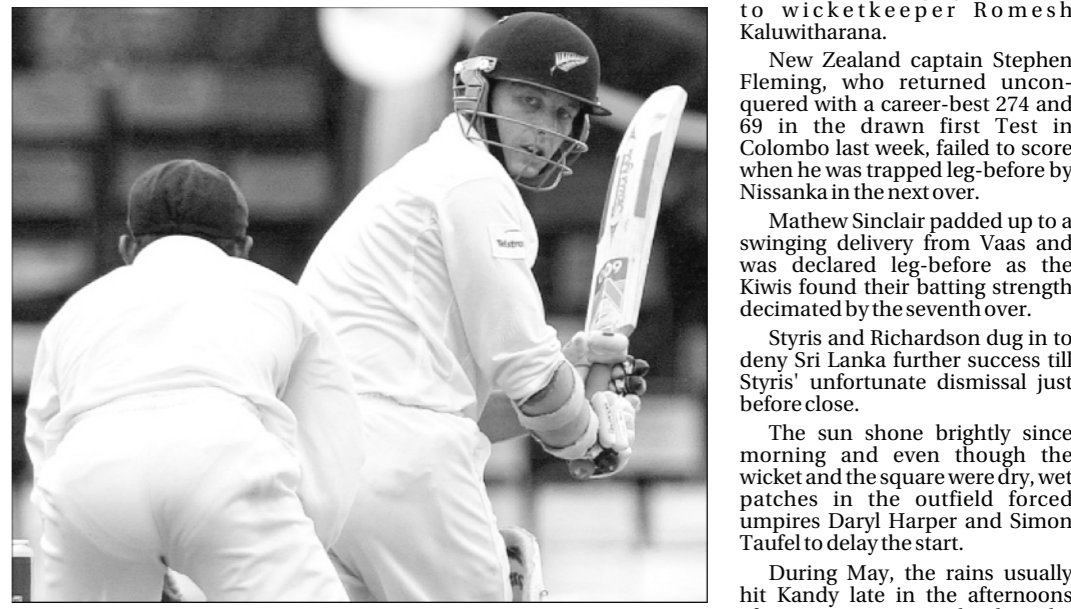 to wicketkeeper Romesh
Kaluwitharana.
New Zealand captain Stephen
Fleming, who returned uncon-
quered with a career-best 274 and
69 in the drawn first Test in
Colombo last week, failed to score
when he was trapped leg-before by
Nissanka in the next over.
Mathew Sinclair padded up to a
swinging delivery from Vaas and
was declared leg-before as the
Kiwis found their batting strength
decimated by the seventh over.
Styris and Richardson dug in to
deny Sri Lanka further success till
Styris' unfortunate dismissal just
before close.
The sun shone brightly since
morning and even though the
wicket and the square were dry, wet
patches in the outfield forced
umpires Daryl Harper and Simon
Taufel to delay the start.
During May, the rains usually
hit Kandy late in the afternoons